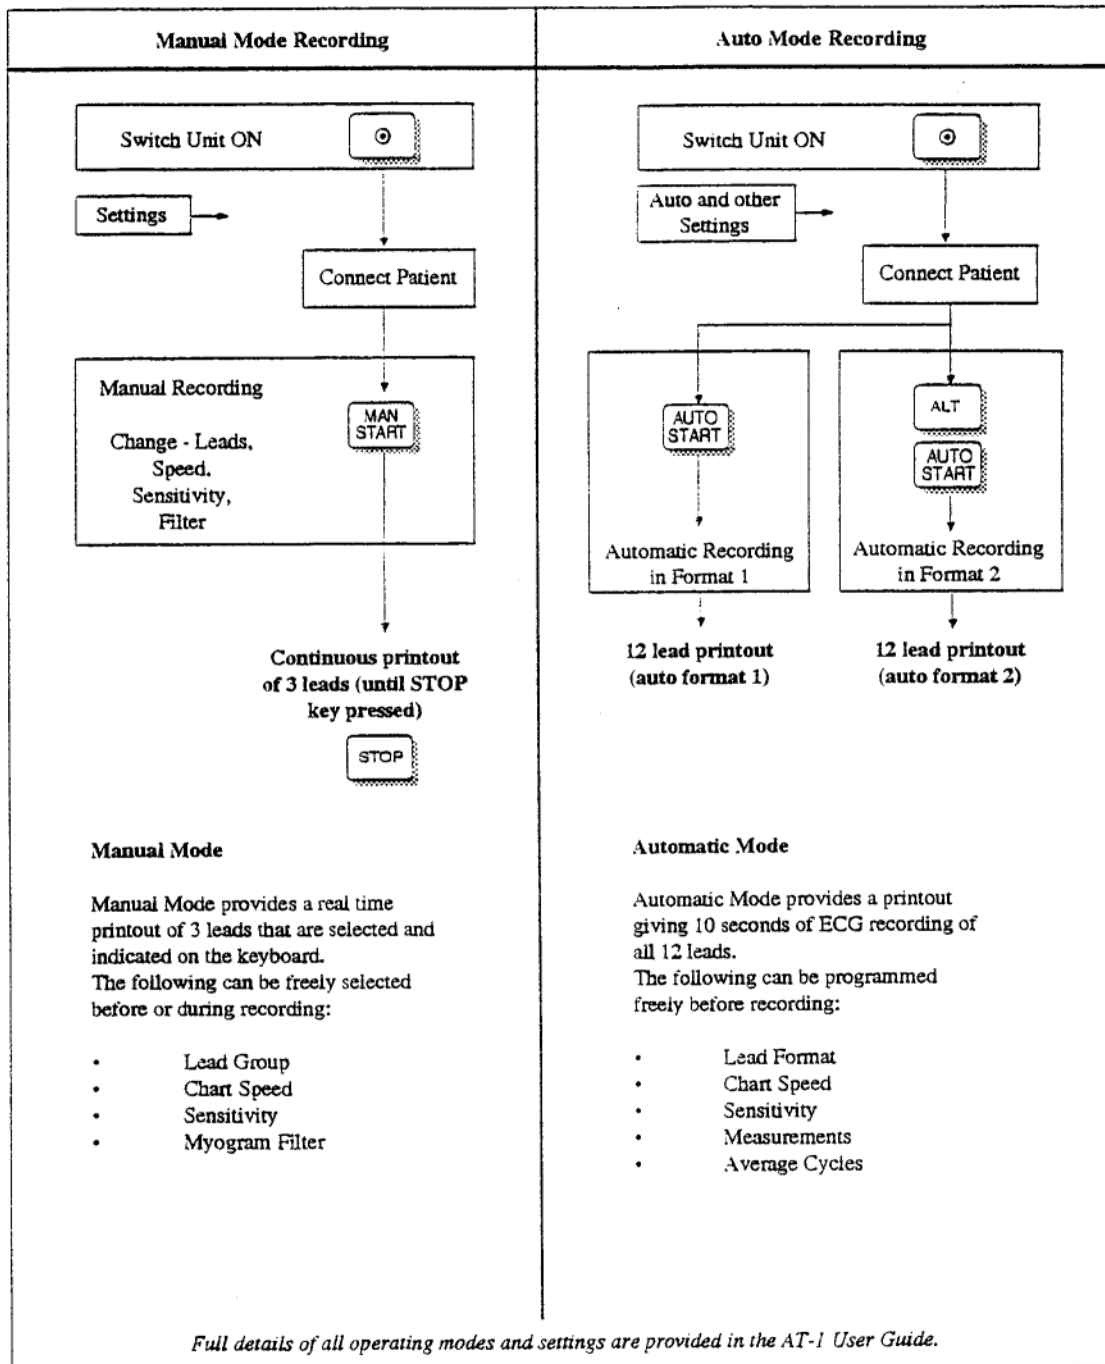 Manual Mode Recording
Switch Unit ON
Settings
Connect Patient
Manual Recording
Change - Leads,
Speed,
Sensitivity,
Filter
MAN
START
Continuous printout
of 3 leads (until STOP
key pressed)
STOP
Manual Mode
Manual Mode provides a real time
printout of 3 leads that are selected and
indicated on the keyboard.
The following can be freely selected
before or during recording:
• Lead Group
• Chart Speed
• Sensitivity
• Myogram Filter
Auto Mode Recording
Switch Unit ON
Auto and other
Settings
Connect Patient
AUTO
START
Automatic Recording
in Format 1
12 lead printout
(auto format 1)
ALT
AUTO
START
Automatic Recording
in Format 2
12 lead printout
(auto format 2)
Automatic Mode
Automatic Mode provides a printout
giving 10 seconds of ECG recording of
all 12 leads.
The following can be programmed
freely before recording:
• Lead Format
• Chart Speed
• Sensitivity
• Measurements
• Average Cycles
Full details of all operating modes and settings are provided in the AT-1 User Guide.